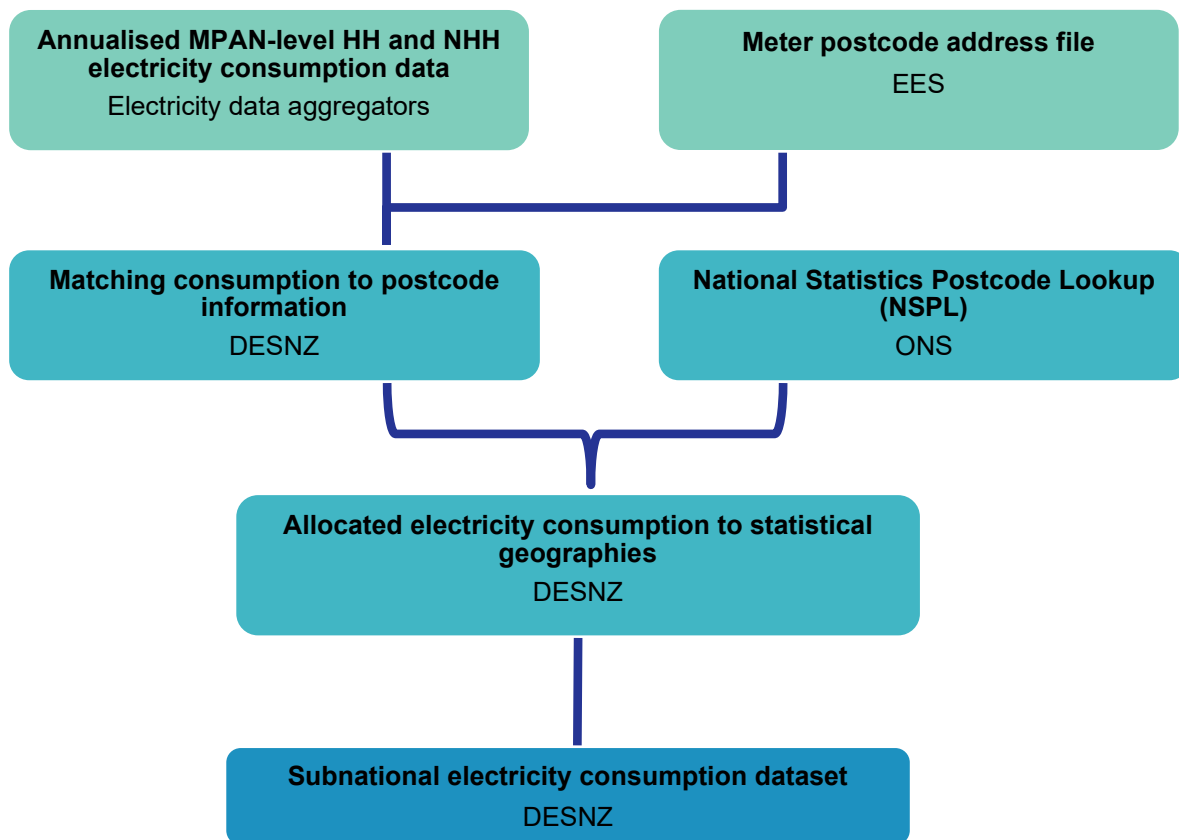 Annualised MPAN-level HH and NHH
electricity consumption data
Electricity data aggregators
Meter postcode address file
EES
Matching consumption to postcode
information
DESNZ
National Statistics Postcode Lookup
(NSPL)
ONS
Allocated electricity consumption to statistical
geographies
DESNZ
Subnational electricity consumption dataset
DESNZ